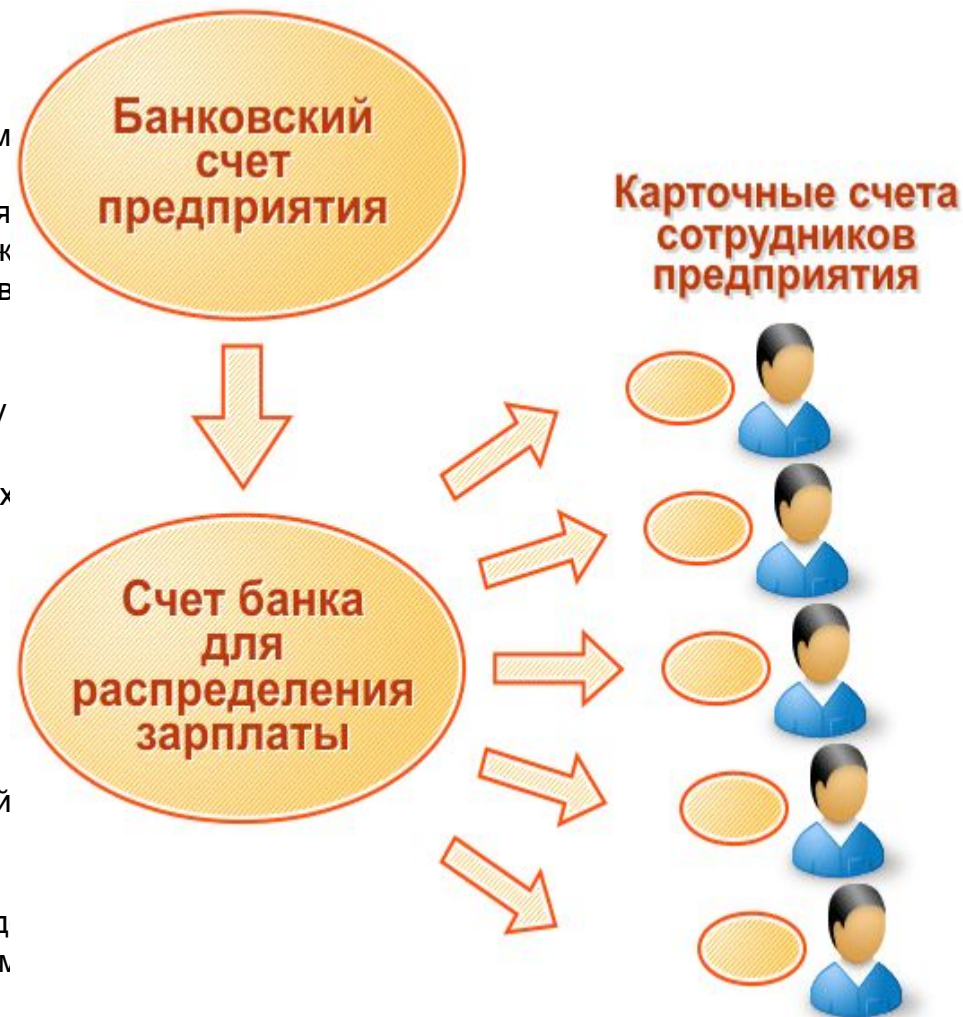 Банковский
счет
предприятия
Карточные счета
сотрудников
предприятия
Счет банка
для
распределения
зарплаты